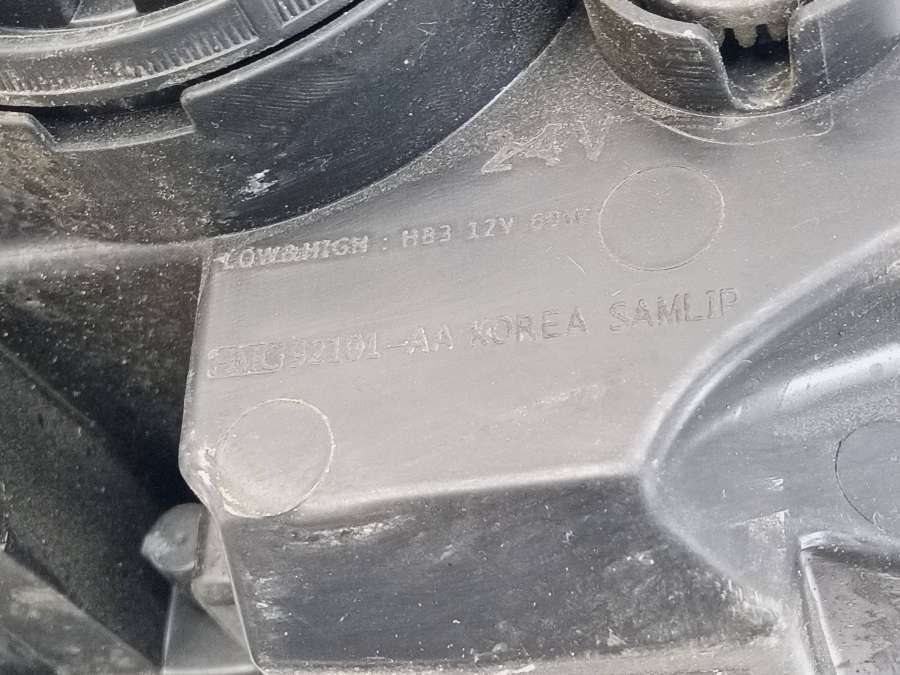 24V
LOW&HIGH : HB3 12V 60W
92101-AA KOREA SAMLIP